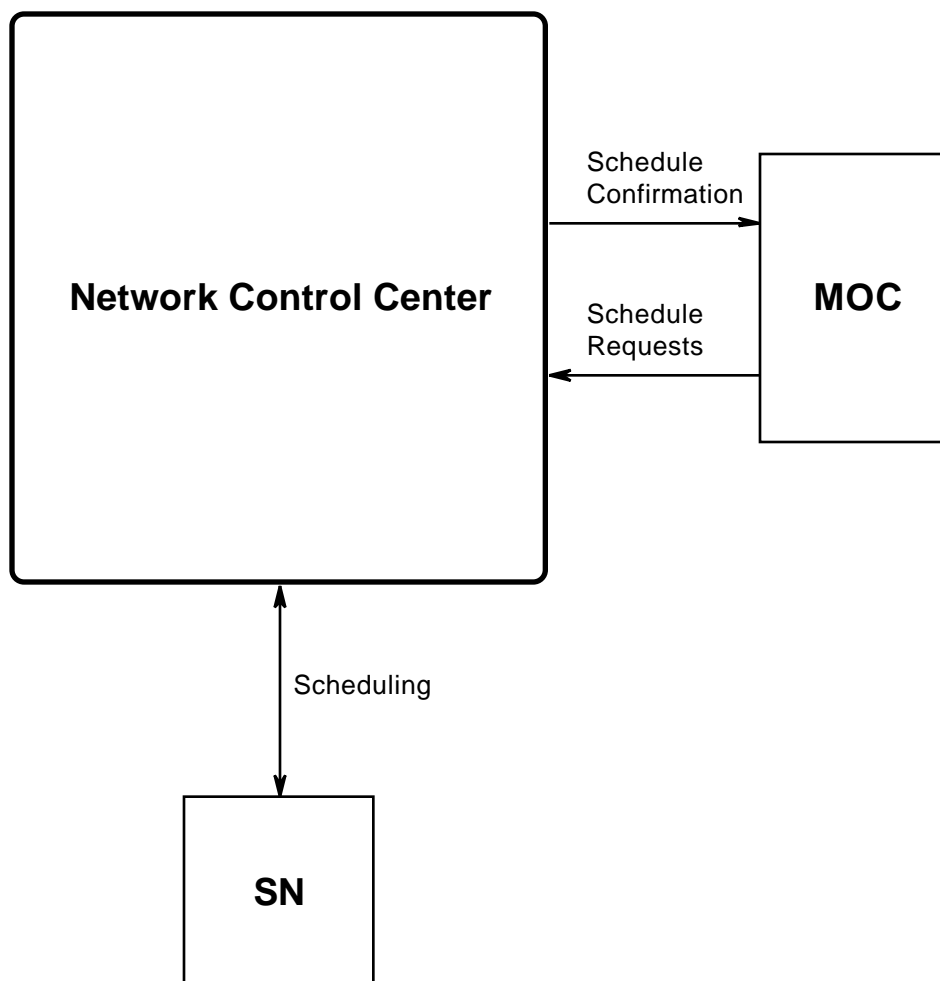 Schedule
Confirmation
Network Control Center
MOC
Schedule
Requests
Scheduling
SN